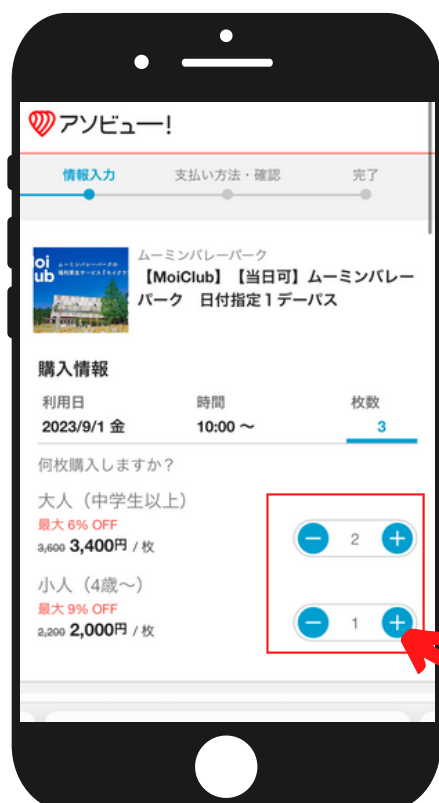 アソビュー!
情報入力 支払い方法・確認 完了
ムーミンバレーパーク
【MoiClub】【当日可】ムーミンバレー
パーク 日付指定1デーパス
oi
ub
購入情報
利用日 時間 枚数
2023/9/1 金 10:00 〜 3
何枚購入しますか?
大人(中学生以上)
最大 6% OFF
3,600 3,400円 / 枚
2
小人(4歳〜)
最大 9% OFF
2,200 2,000円 / 枚
1